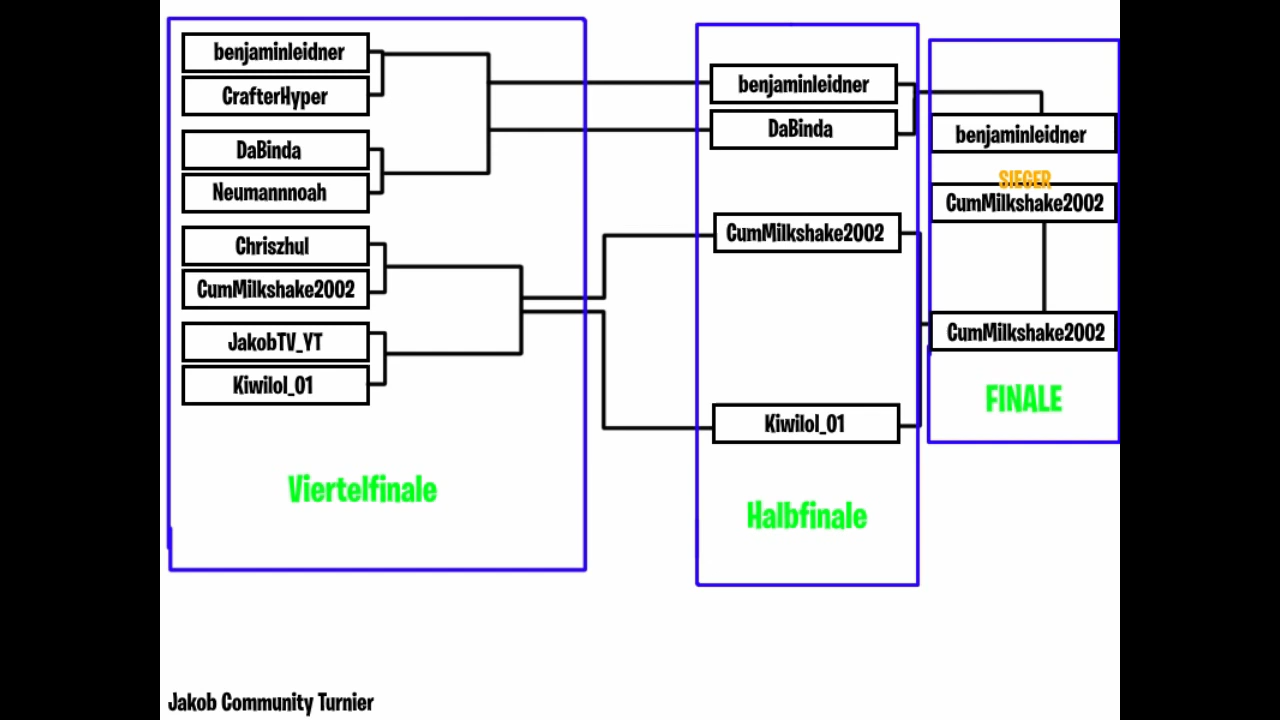 benjaminleidner
CrafterHyper
DaBinda
Neumannnoah
Chriszhul
CumMilkshake2002
JakobTV_YT
Kiwilol_01
Viertelfinale
benjaminleidner
DaBinda
CumMilkshake2002
Kiwilol_01
Halbfinale
benjaminleidner
SIEGER
CumMilkshake2002
CumMilkshake2002
FINALE
Jakob Community Turnier